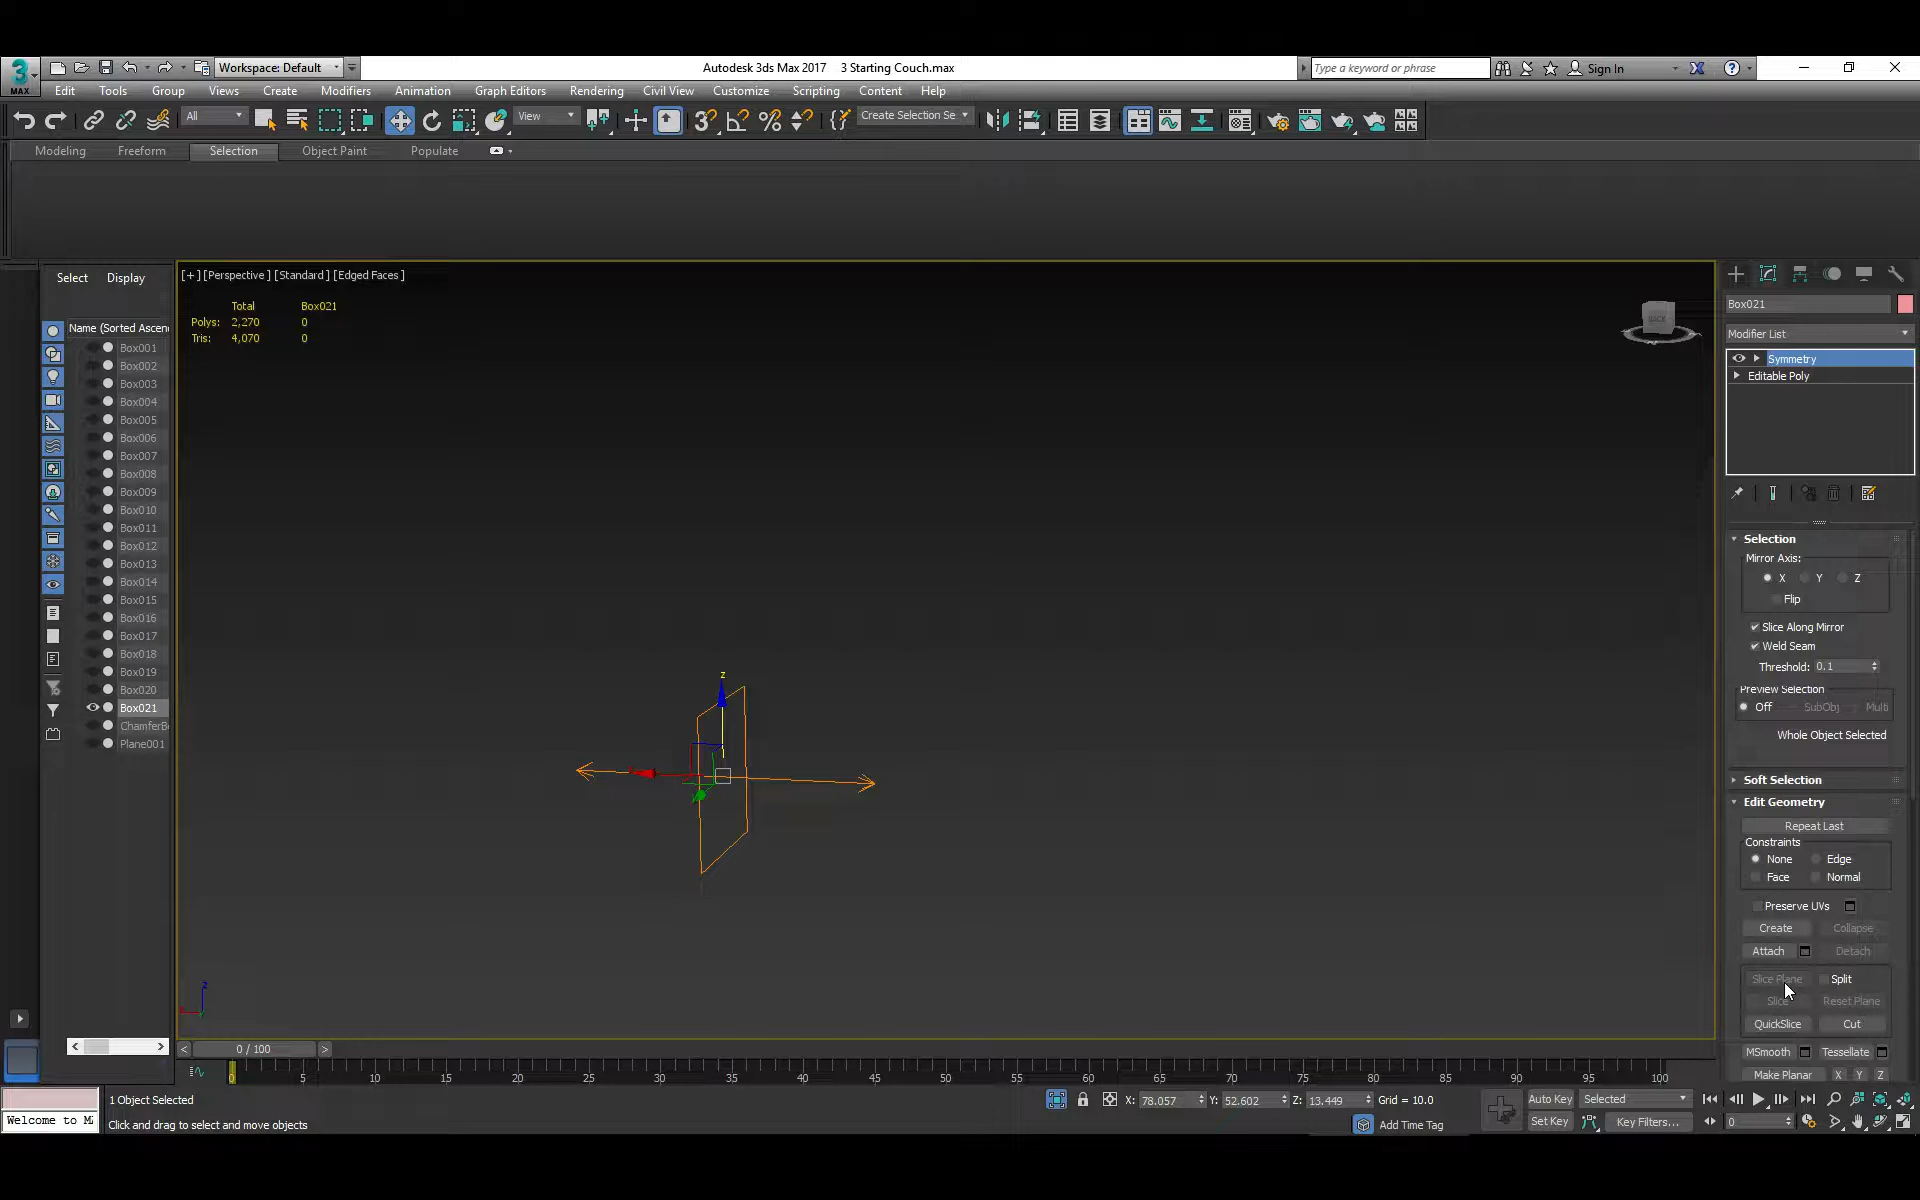 3
MAX
Workspace: Default
Autodesk 3ds Max 2017    3 Starting Couch.max
Type a keyword or phrase
Sign In
Edit Tools Group Views Create Modifiers Animation Graph Editors Rendering Civil View Customize Scripting Content Help
All
View
Create Selection Se
Modeling Freeform Selection Object Paint Populate
Select Display
Name (Sorted Ascen
Box001
Box002
Box003
Box004
Box005
Box006
Box007
Box008
Box009
Box010
Box011
Box012
Box013
Box014
Box015
Box016
Box017
Box018
Box019
Box020
Box021
ChamferB
Plane001
[+] [Perspective ] [Standard ] [Edged Faces ]
Total Box021
Polys: 2,270 0
Tris: 4,070 0
BACK
z
z
Box021
Modifier List
Symmetry
Editable Poly
Selection
Mirror Axis:
X Y Z
Flip
Slice Along Mirror
Weld Seam
Threshold: 0.1
Preview Selection
Off SubObj Multi
Whole Object Selected
Soft Selection
Edit Geometry
Repeat Last
Constraints
None Edge
Face Normal
Preserve UVs
Create Collapse
Attach Detach
Slice Plane Split
Slice Reset Plane
QuickSlice Cut
MSmooth Tessellate
Make Planar X Y Z
0 / 100
0 5 10 15 20 25 30 35 40 45 50 55 60 65 70 75 80 85 90 95 100
1 Object Selected
X: 78.057 Y: 52.602 Z: 13.449 Grid = 10.0
Auto Key Selected
Welcome to M
Click and drag to select and move objects
Add Time Tag
Set Key Key Filters...
0